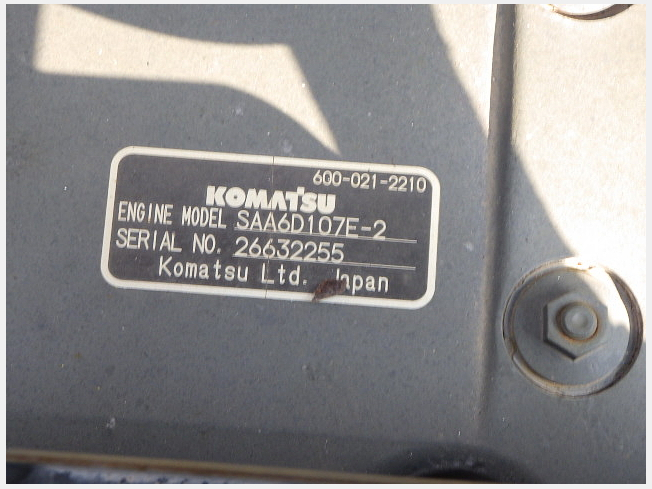 600-021-2210
KOMATSU
ENGINE MODEL SAA6D107E-2
SERIAL NO. 26632255
Komatsu Ltd. Japan